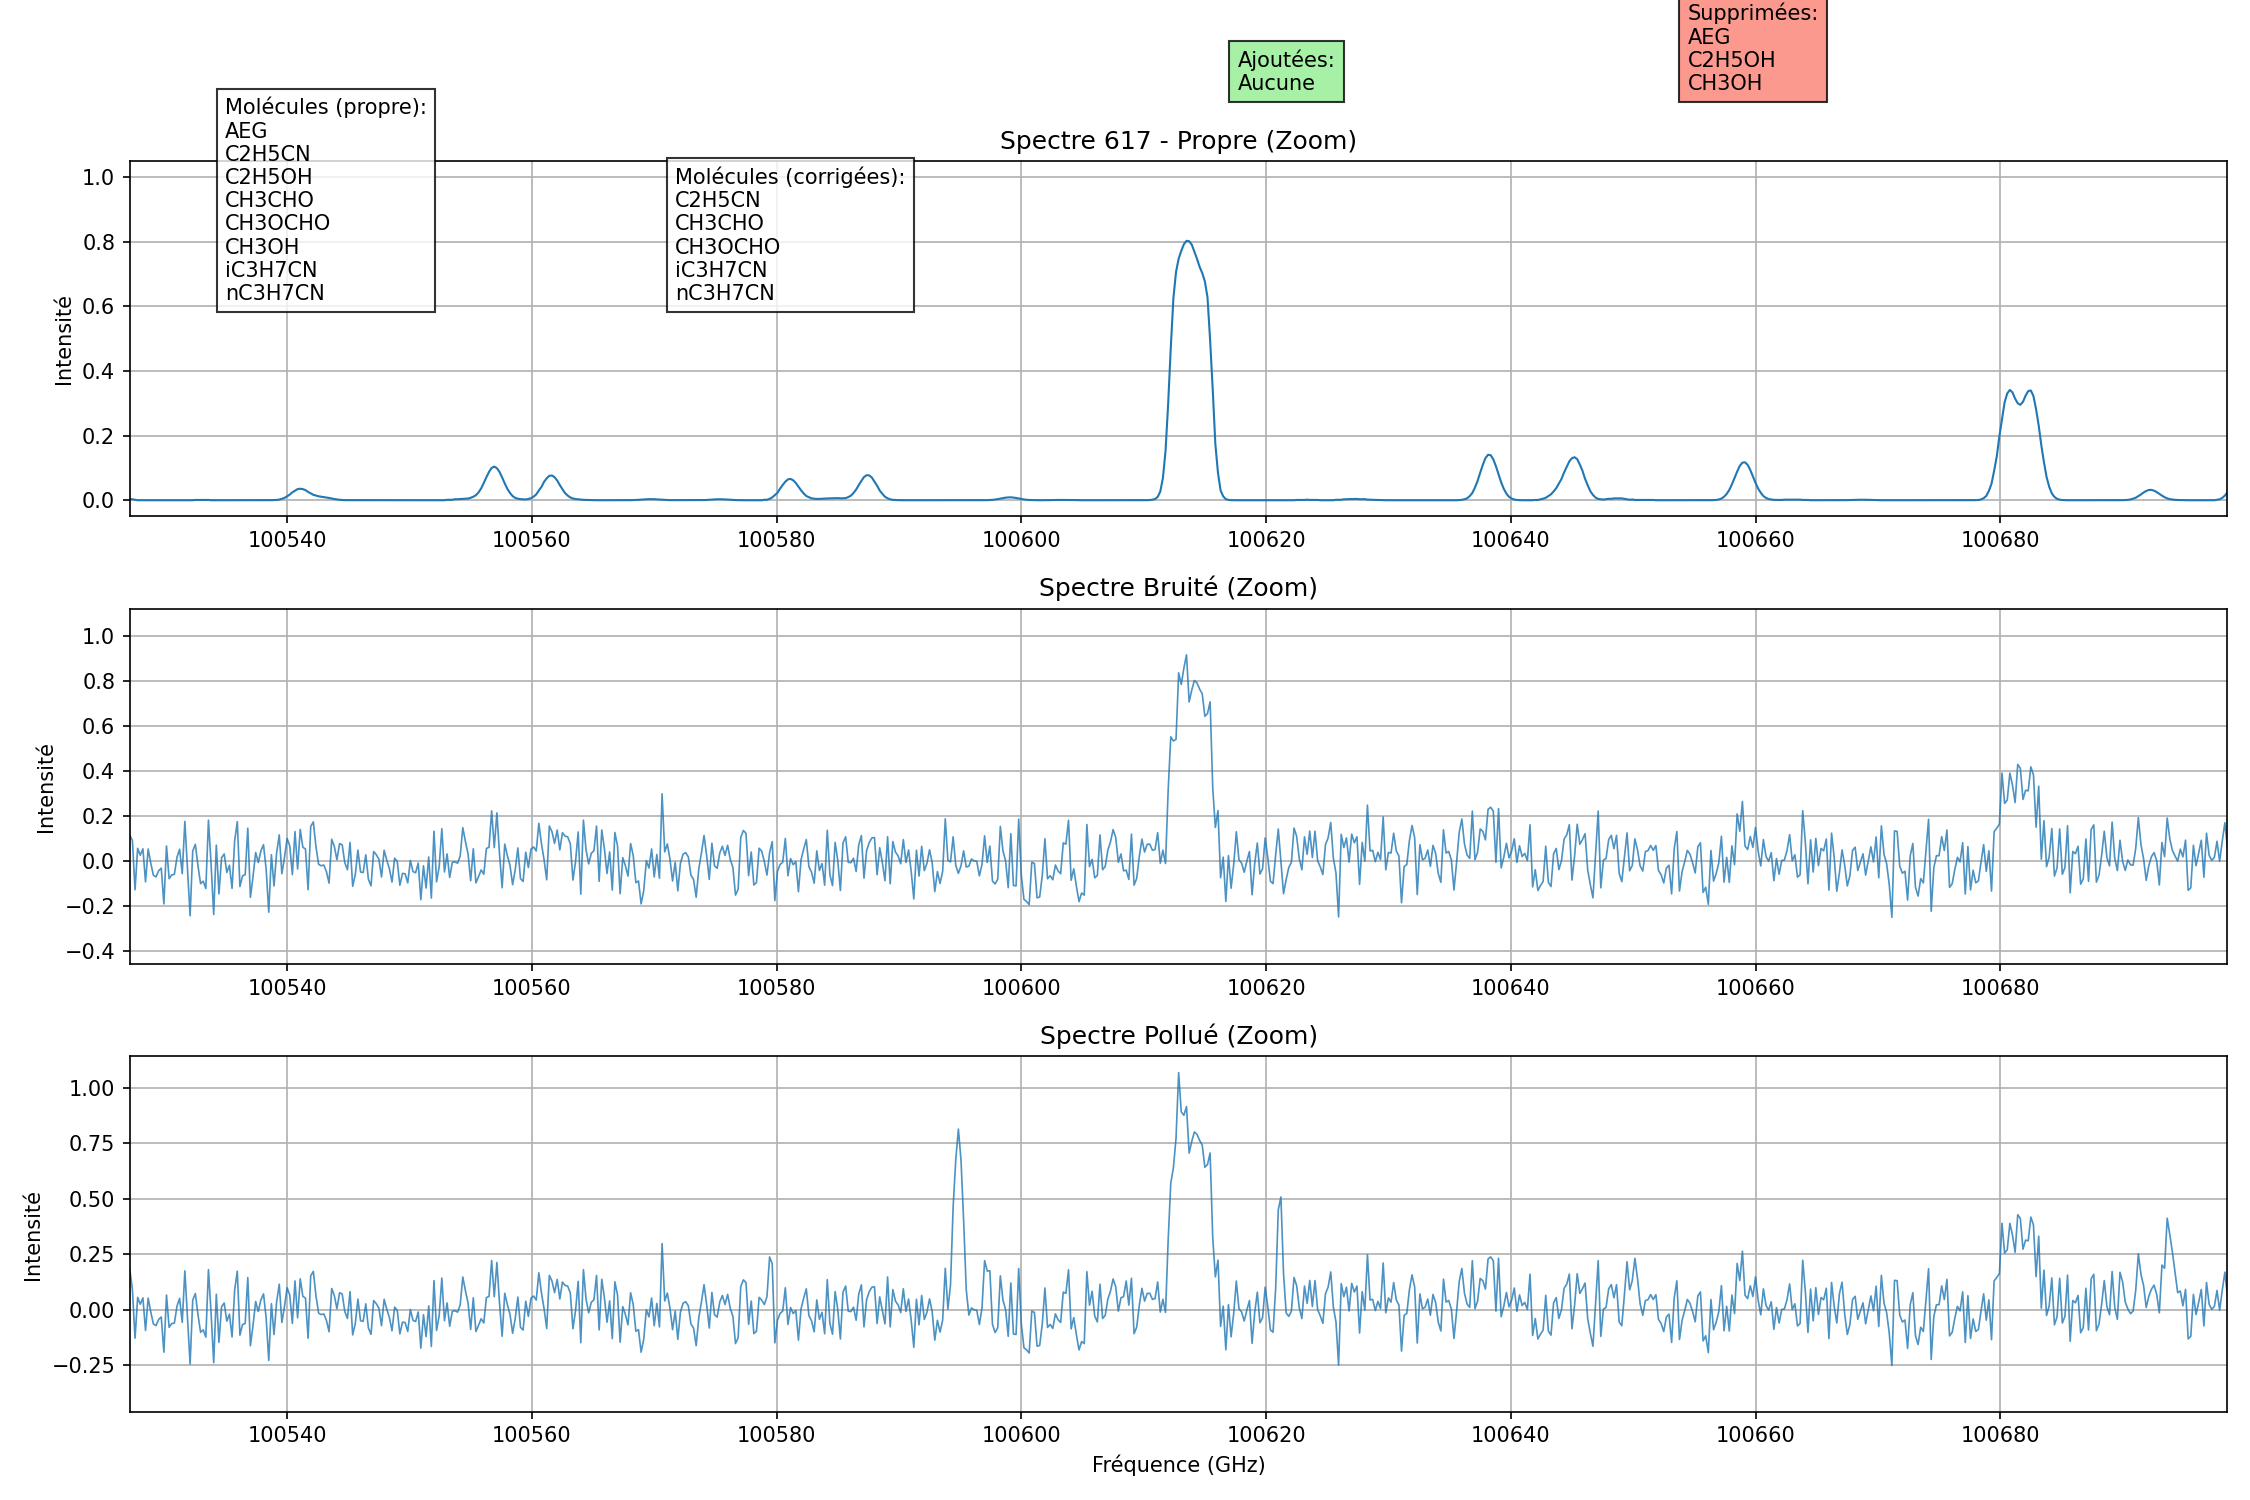 Supprimées:
AEG
C2H5OH
CH3OH
Ajoutées:
Aucune
Molécules (propre):
AEG
C2H5CN
C2H5OH
CH3CHO
CH3OCHO
CH3OH
iC3H7CN
nC3H7CN
Molécules (corrigées):
C2H5CN
CH3CHO
CH3OCHO
iC3H7CN
nC3H7CN
Spectre 617 - Propre (Zoom)
Intensité
1.0
0.8
0.6
0.4
0.2
0.0
100540 100560 100580 100600 100620 100640 100660 100680
Spectre Bruité (Zoom)
Intensité
1.0
0.8
0.6
0.4
0.2
0.0
−0.2
−0.4
100540 100560 100580 100600 100620 100640 100660 100680
Spectre Pollué (Zoom)
Intensité
1.00
0.75
0.50
0.25
0.00
−0.25
100540 100560 100580 100600 100620 100640 100660 100680
Fréquence (GHz)